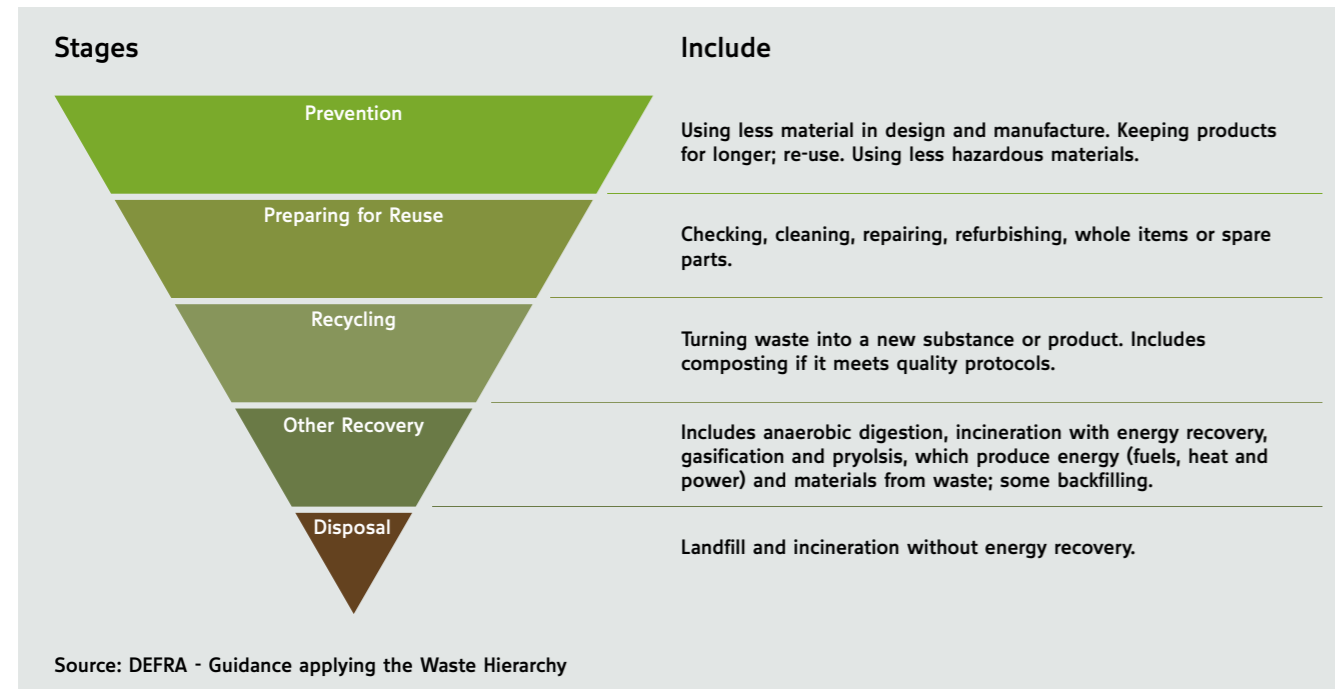 Stages
Include
Prevention
Using less material in design and manufacture. Keeping products
for longer; re-use. Using less hazardous materials.
Preparing for Reuse
Checking, cleaning, repairing, refurbishing, whole items or spare
parts.
Recycling
Turning waste into a new substance or product. Includes
composting if it meets quality protocols.
Other Recovery
Includes anaerobic digestion, incineration with energy recovery,
gasification and pryolsis, which produce energy (fuels, heat and
power) and materials from waste; some backfilling.
Disposal
Landfill and incineration without energy recovery.
Source: DEFRA - Guidance applying the Waste Hierarchy